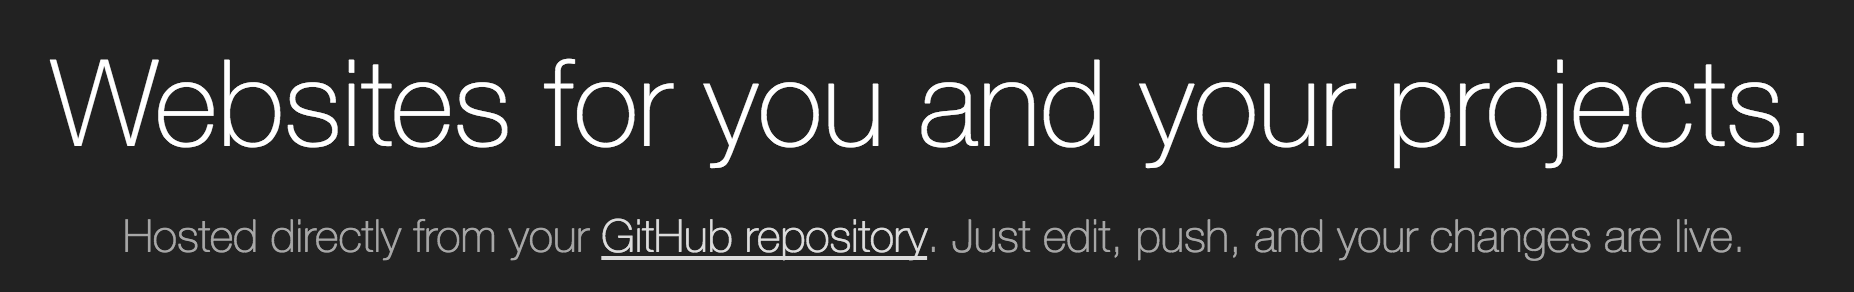 Websites for you and your projects.
Hosted directly from your GitHub repository. Just edit, push, and your changes are live.